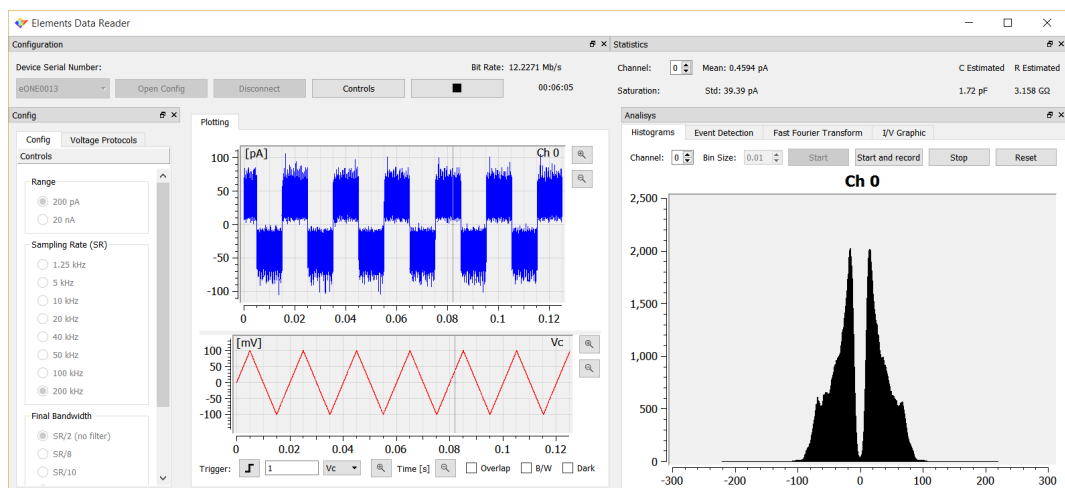 Elements Data Reader
Configuration
Statistics
Device Serial Number:
Bit Rate: 12.2271 Mb/s
eONE0013
Open Config
Disconnect
Controls
00:06:05
Channel: 0 Mean: 0.4594 pA
C Estimated R Estimated
Saturation: Std: 39.39 pA
1.72 pF 3.158 GΩ
Config
Config Voltage Protocols
Controls
Range
200 pA
20 nA
Sampling Rate (SR)
1.25 kHz
5 kHz
10 kHz
20 kHz
40 kHz
50 kHz
100 kHz
200 kHz
Final Bandwidth
SR/2 (no filter)
SR/8
SR/10
Plotting
[pA] Ch 0
100
50
0
-50
-100
0 0.02 0.04 0.06 0.08 0.1 0.12
[mV] Vc
100
50
0
-50
-100
0 0.02 0.04 0.06 0.08 0.1 0.12
Trigger: 1 Vc Time [s] Overlap B/W Dark
Analisys
Histograms Event Detection Fast Fourier Transform I/V Graphic
Channel: 0 Bin Size: 0.01 Start Start and record Stop Reset
Ch 0
2,500
2,000
1,500
1,000
500
0
-300 -200 -100 0 100 200 300